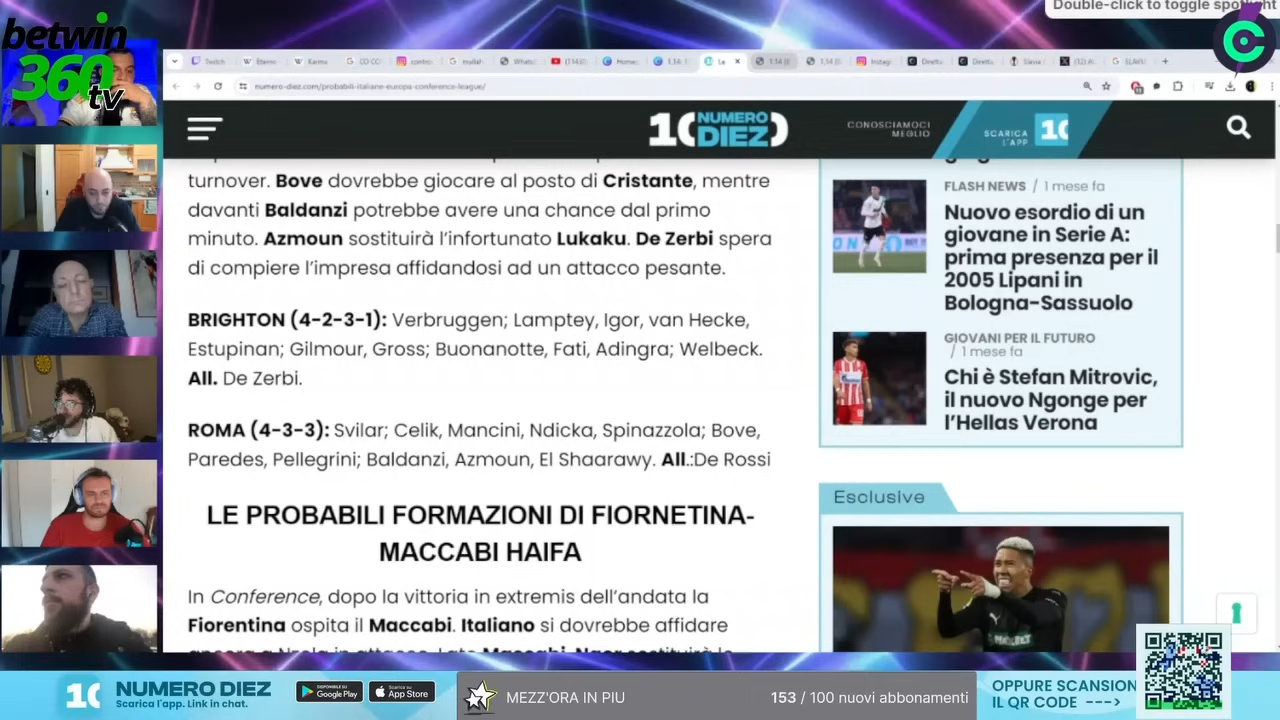 Double-click to toggle spotlight
betwin
360
tv
Twitch
numero-diez.com/probabili-italiane-europa-conference-league/
10 NUMERO DIEZ
CONOSCIAMOCI
MEGLIO
SCARICA
L'APP
10
turnover. Bove dovrebbe giocare al posto di Cristante, mentre
davanti Baldanzi potrebbe avere una chance dal primo
minuto. Azmoun sostituirà l'infortunato Lukaku. De Zerbi spera
di compiere l'impresa affidandosi ad un attacco pesante.
BRIGHTON (4-2-3-1): Verbruggen; Lamptey, Igor, van Hecke,
Estupinan; Gilmour, Gross; Buonanotte, Fati, Adingra; Welbeck.
All. De Zerbi.
ROMA (4-3-3): Svilar; Celik, Mancini, Ndicka, Spinazzola; Bove,
Paredes, Pellegrini; Baldanzi, Azmoun, El Shaarawy. All.:De Rossi
LE PROBABILI FORMAZIONI DI FIORNETINA-
MACCABI HAIFA
In Conference, dopo la vittoria in extremis dell'andata la
Fiorentina ospita il Maccabi. Italiano si dovrebbe affidare
FLASH NEWS / 1 mese fa
Nuovo esordio di un
giovane in Serie A:
prima presenza per il
2005 Lipani in
Bologna-Sassuolo
GIOVANI PER IL FUTURO
/ 1 mese fa
Chi è Stefan Mitrovic,
il nuovo Ngonge per
l'Hellas Verona
Esclusive
10 NUMERO DIEZ
Scarica l'app. Link in chat.
DISPONIBILE SU
Google Play
Scarica su
App Store
MEZZ'ORA IN PIU
153 / 100 nuovi abbonamenti
OPPURE SCANSION
IL QR CODE --->